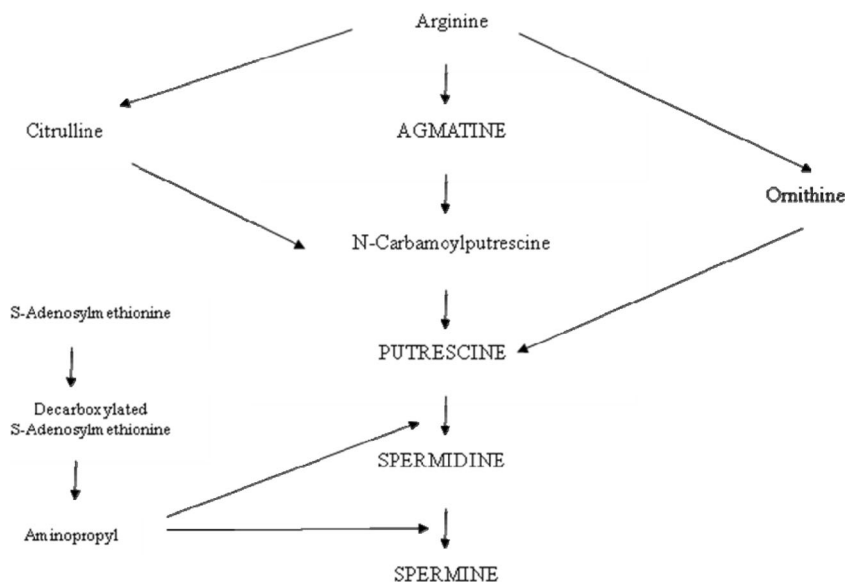 Arginine
Citrulline
AGMATINE
Ornithine
N-Carbamoylputrescine
S-Adenosylmethionine
PUTRESCINE
Decarboxylated
S-Adenosylmethionine
SPERMIDINE
Aminopropyl
SPERMINE